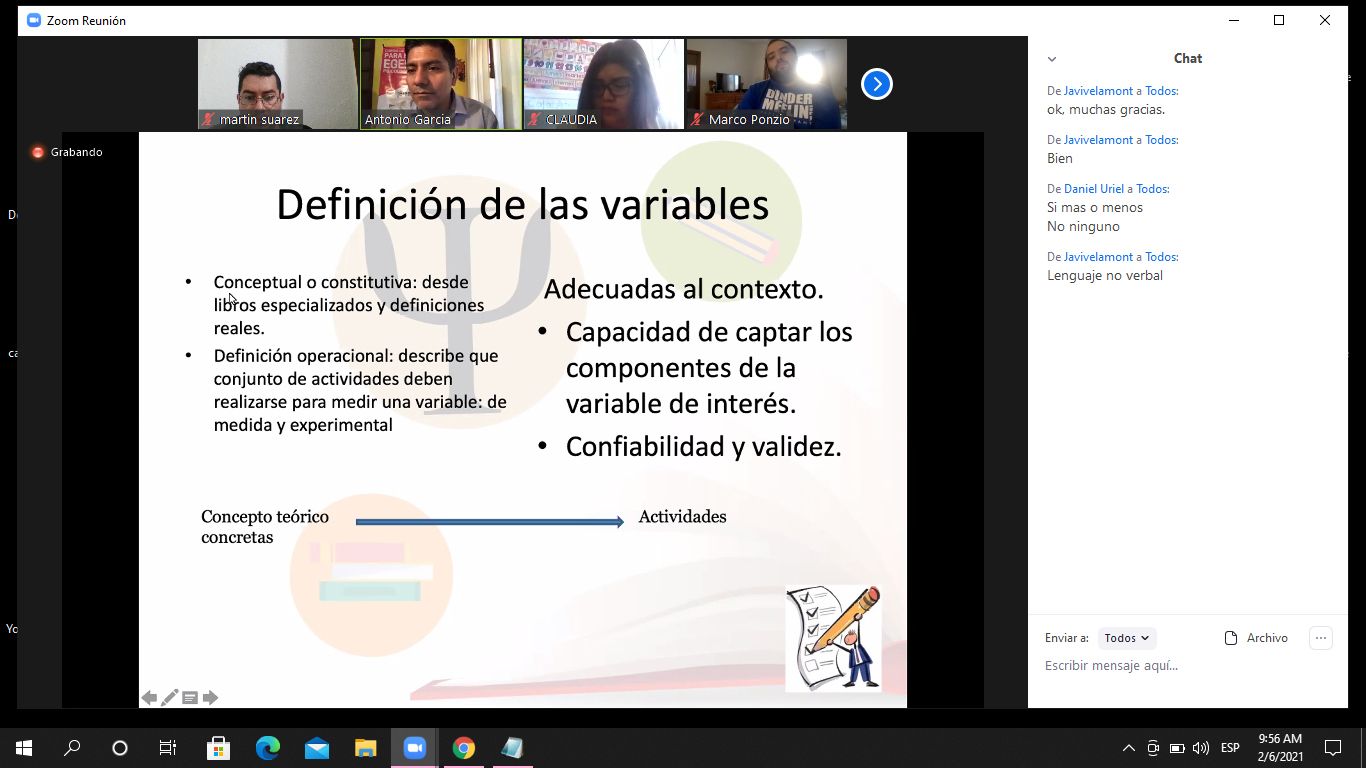 Zoom Reunión
martin suarez
Antonio Garcia
CLAUDIA
Marco Ponzio
DUNDER
MIFFLIN
Grabando
Definición de las variables
• Conceptual o constitutiva: desde
libros especializados y definiciones
reales.
• Definición operacional: describe que
conjunto de actividades deben
realizarse para medir una variable: de
medida y experimental
Adecuadas al contexto.
• Capacidad de captar los
componentes de la
variable de interés.
• Confiabilidad y validez.
Concepto teórico
concretas
Actividades
Chat
De Javivelamont a Todos:
ok, muchas gracias.
De Javivelamont a Todos:
Bien
De Daniel Uriel a Todos:
Si mas o menos
No ninguno
De Javivelamont a Todos:
Lenguaje no verbal
Enviar a: Todos
Archivo
Escribir mensaje aquí...
ESP
9:56 AM
2/6/2021